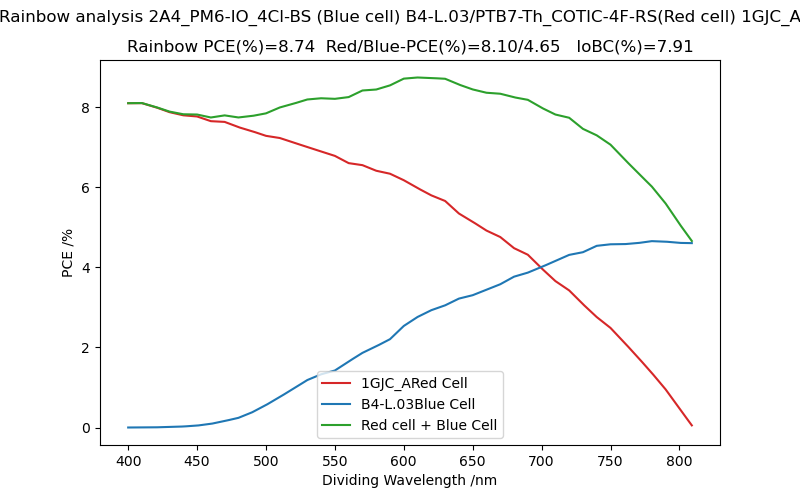 Rainbow analysis 2A4_PM6-IO_4Cl-BS (Blue cell) B4-L.03/PTB7-Th_COTIC-4F-RS(Red cell) 1GJC_A
Rainbow PCE(%)=8.74 Red/Blue-PCE(%)=8.10/4.65 IoBC(%)=7.91
PCE /%
8
6
4
2
0
1GJC_ARed Cell
B4-L.03Blue Cell
Red cell + Blue Cell
400 450 500 550 600 650 700 750 800
Dividing Wavelength /nm